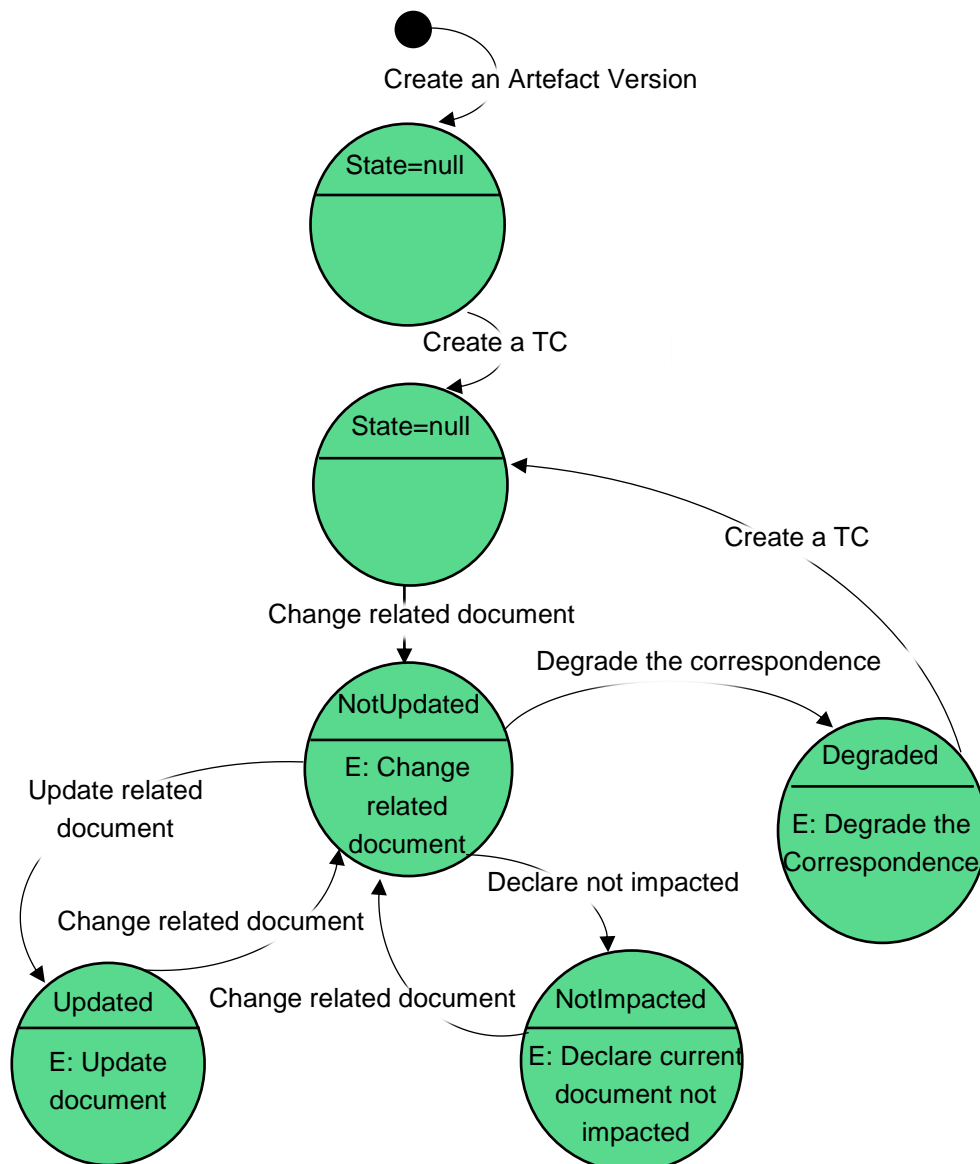 Create an Artefact Version
State=null
Create a TC
State=null
Create a TC
Change related document
Degrade the correspondence
NotUpdated
E: Change
related
document
Degraded
E: Degrade the
Correspondence
Update related
document
Declare not impacted
Change related document
Change related document
Updated
E: Update
document
NotImpacted
E: Declare current
document not
impacted